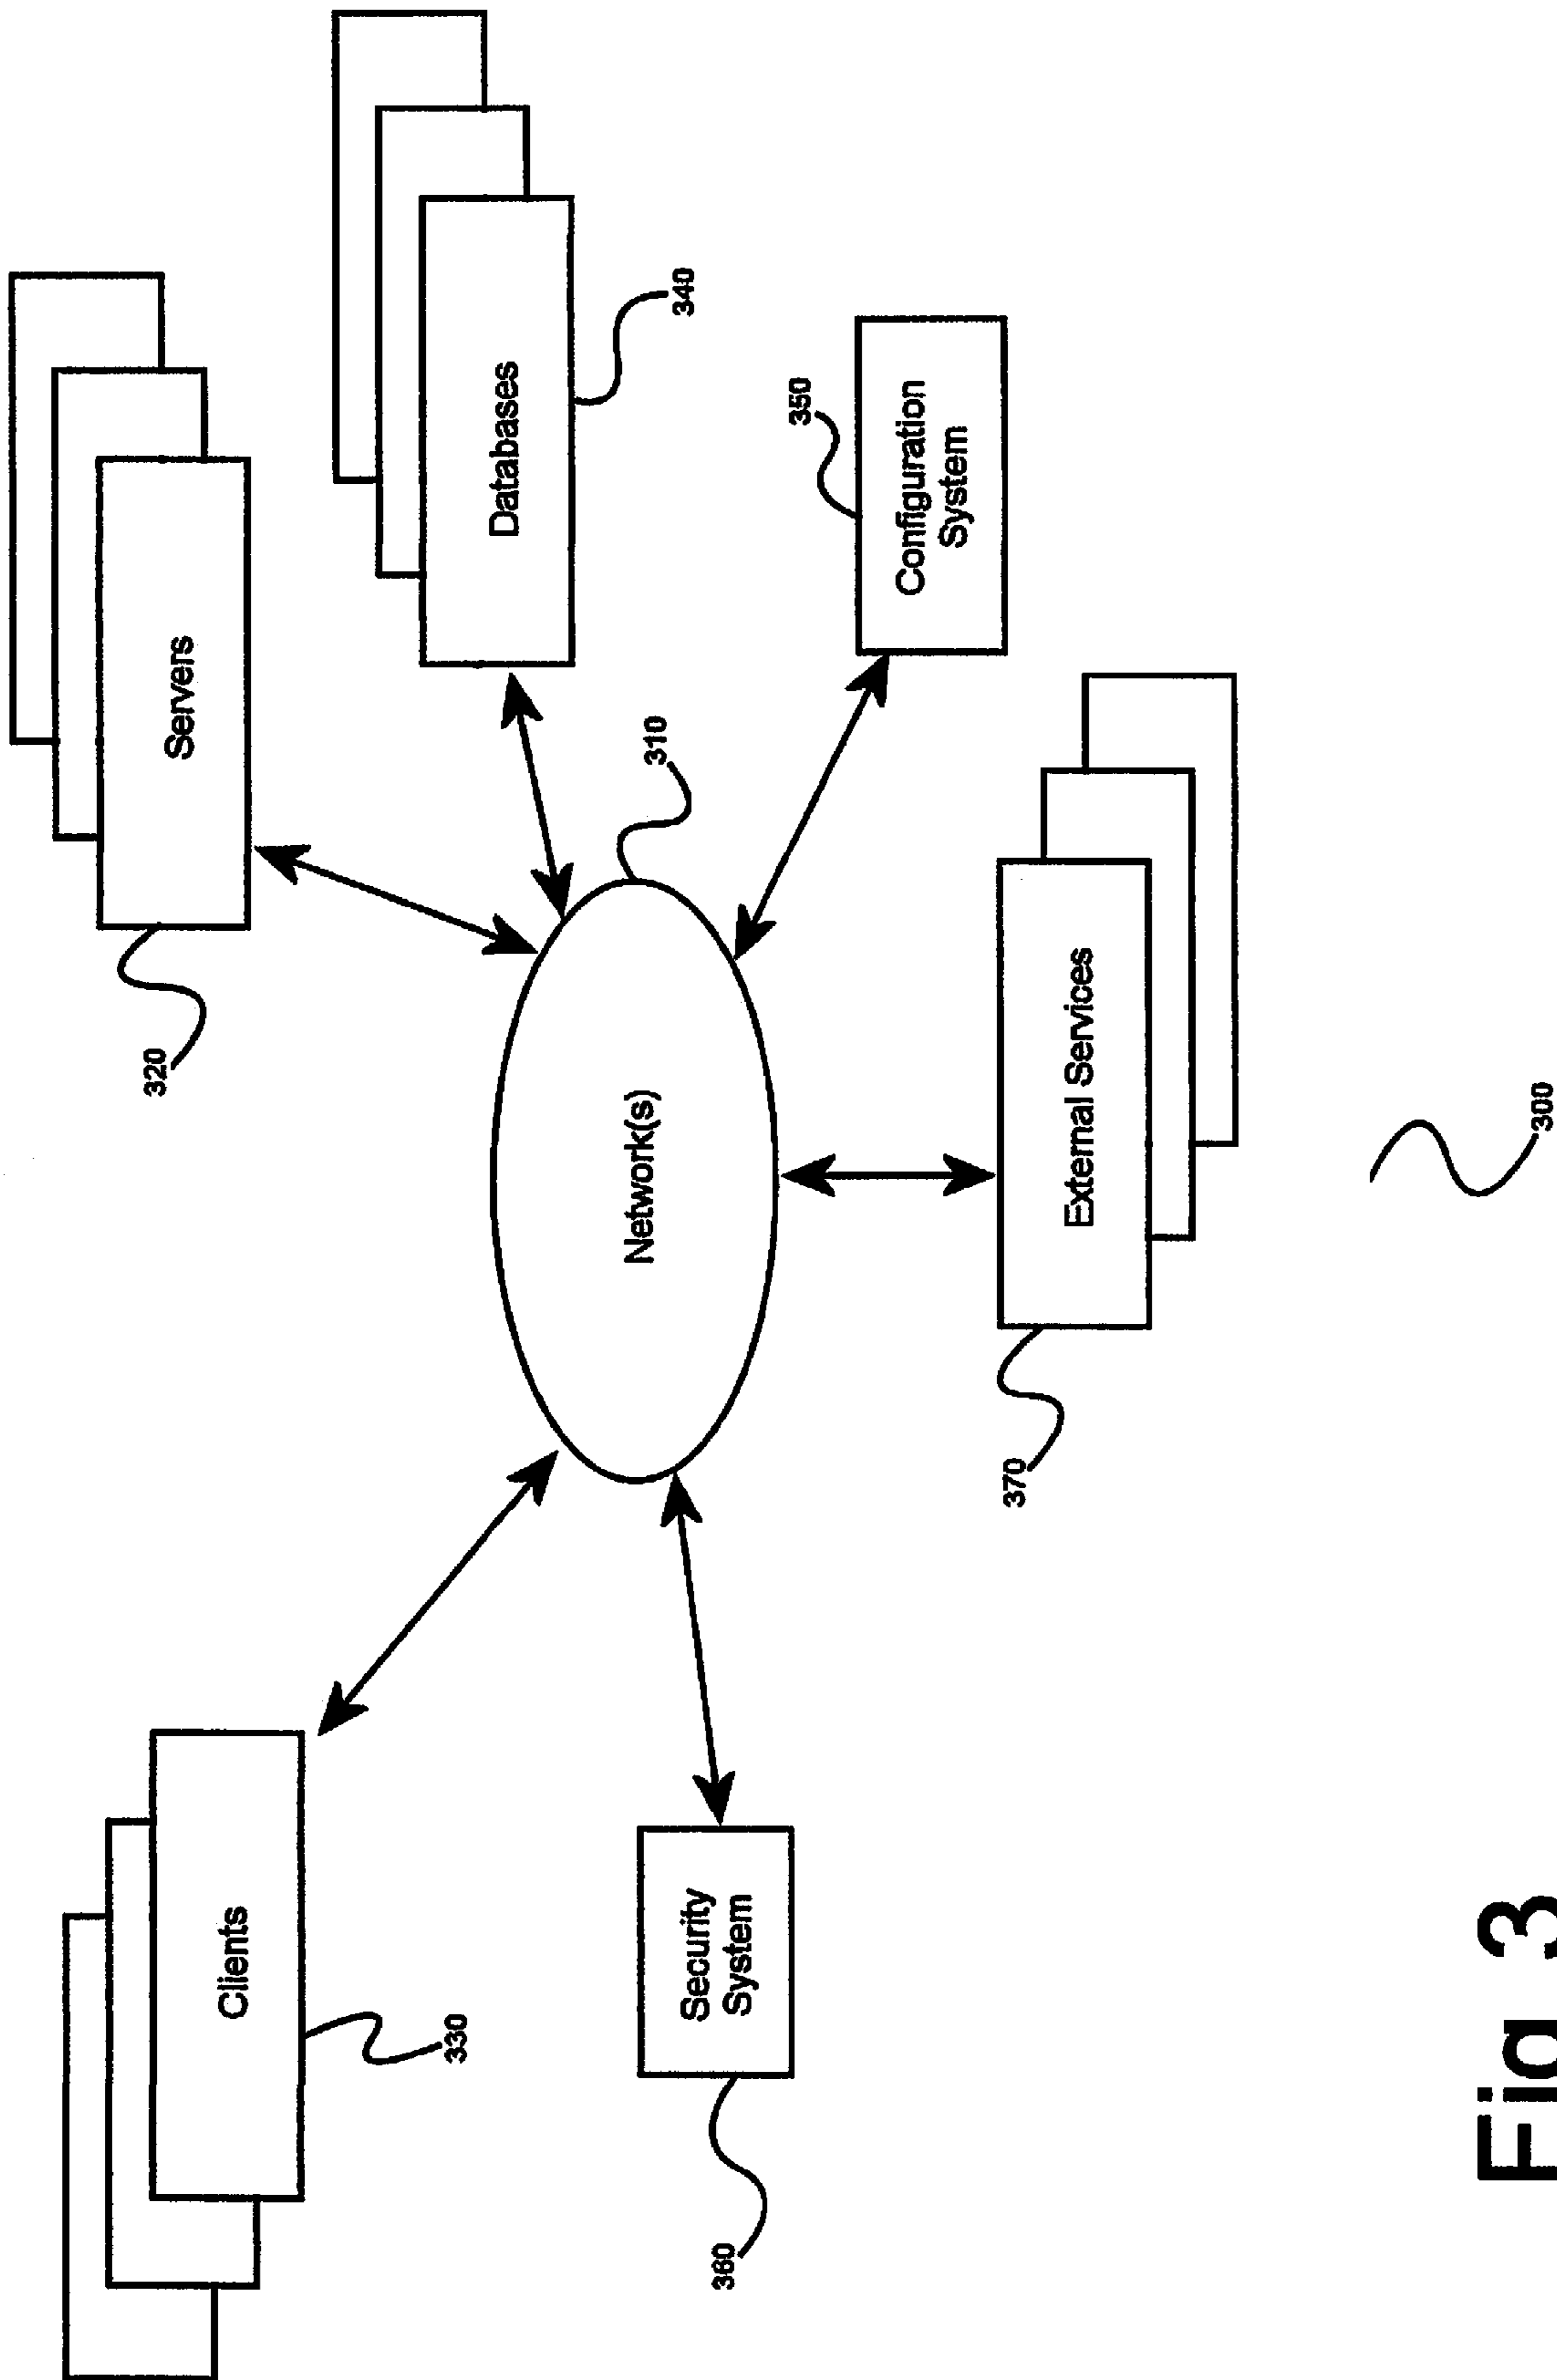 320
Servers
Clients
330
Databases
340
Network(s)
310
Security
System
360
350
Configuration
System
External Services
370
300
Fig. 3